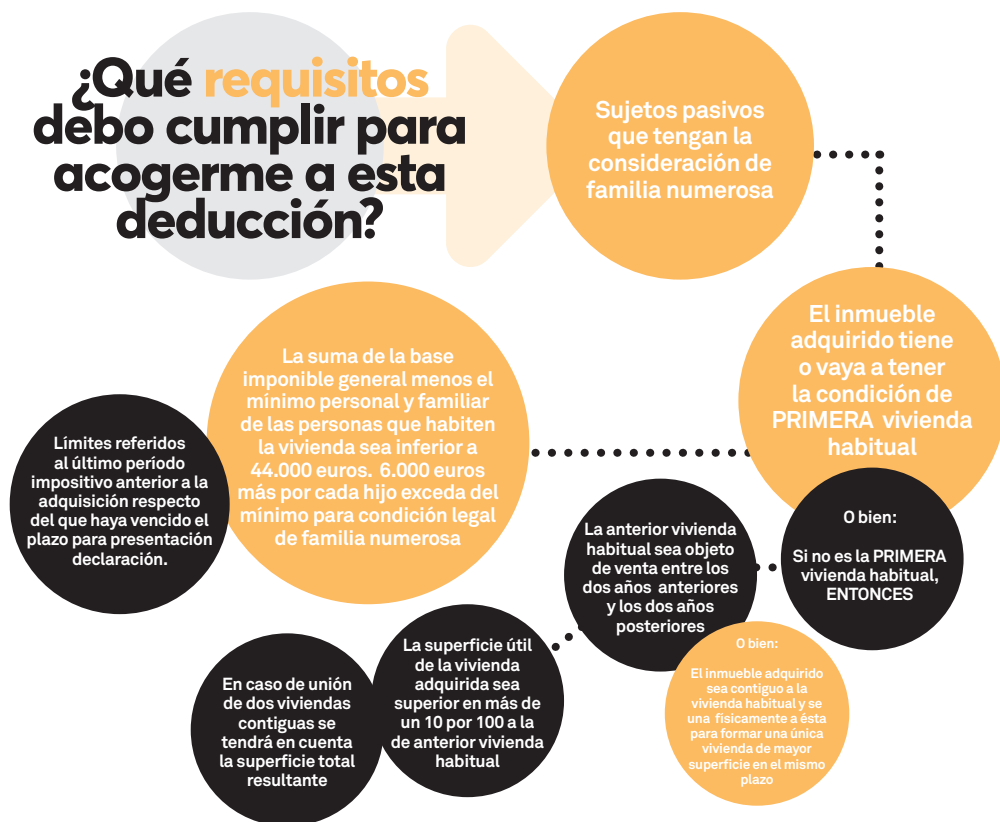 ¿Qué requisitos
debo cumplir para
acogerme a esta
deducción?
Sujetos pasivos
que tengan la
consideración de
familia numerosa
El inmueble
adquirido tiene
o vaya a tener
la condición de
PRIMERA vivienda
habitual
La suma de la base
imponible general menos el
mínimo personal y familiar
de las personas que habiten
la vivienda sea inferior a
44.000 euros. 6.000 euros
más por cada hijo exceda del
mínimo para condición legal
de familia numerosa
Límites referidos
al último período
impositivo anterior a la
adquisición respecto
del que haya vencido el
plazo para presentación
declaración.
O bien:
Si no es la PRIMERA
vivienda habitual,
ENTONCES
La anterior vivienda
habitual sea objeto
de venta entre los
dos años anteriores
y los dos años
posteriores
O bien:
El inmueble adquirido
sea contiguo a la
vivienda habitual y se
una fisicamente a ésta
para formar una única
vivienda de mayor
superficie en el mismo
plazo
La superficie útil
de la vivienda
adquirida sea
superior en más de
un 10 por 100 a la
de anterior vivienda
habitual
En caso de unión
de dos viviendas
contiguas se
tendrá en cuenta
la superficie total
resultante